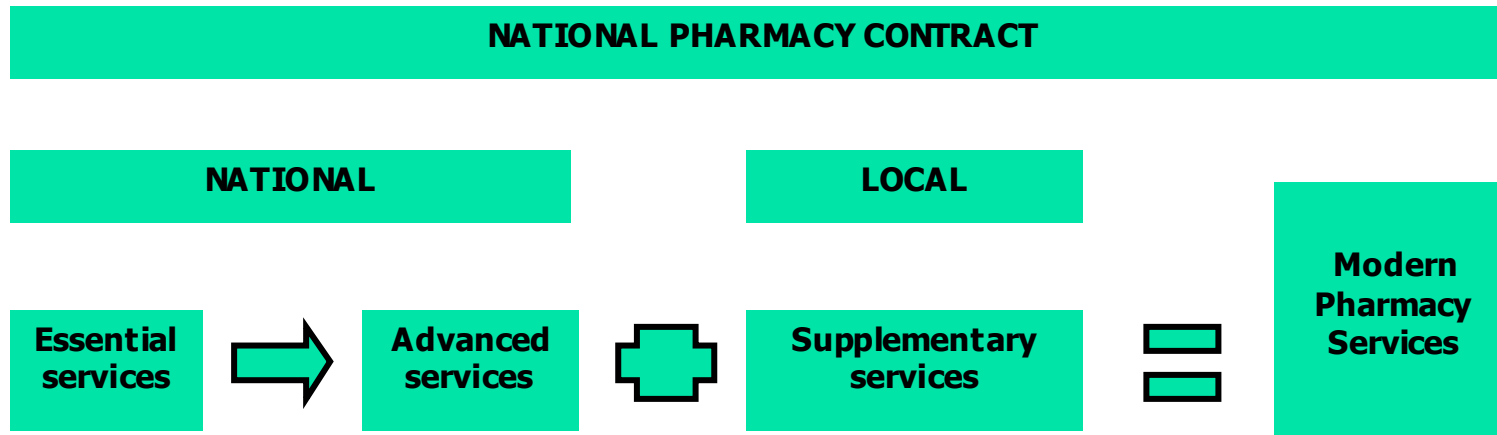 NATIONAL PHARMACY CONTRACT
NATIONAL
LOCAL
Essential
services
Advanced
services
Supplementary
services
Modern
Pharmacy
Services